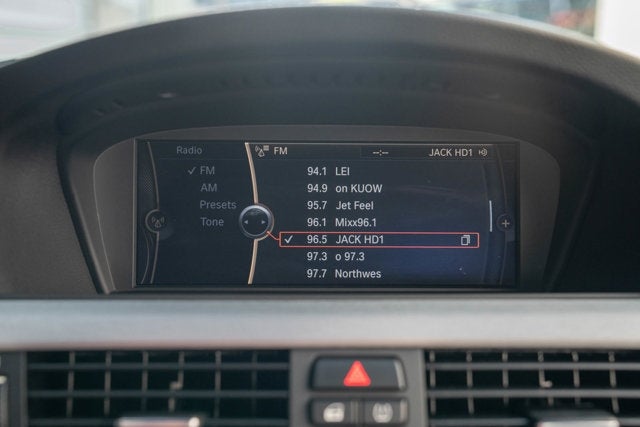 Radio
FM
--:--
JACK HD1
✓ FM
AM
Presets
Tone
94.1 LEI
94.9 on KUOW
95.7 Jet Feel
96.1 Mixx96.1
✓ 96.5 JACK HD1
97.3 o 97.3
97.7 Northwes